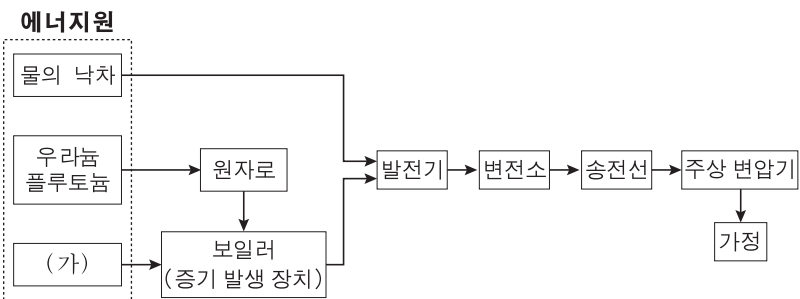 에너지원
물의 낙차
우라늄
플루토늄
원자로
(가)
보일러
(증기 발생 장치)
발전기
변전소
송전선
주상 변압기
가정